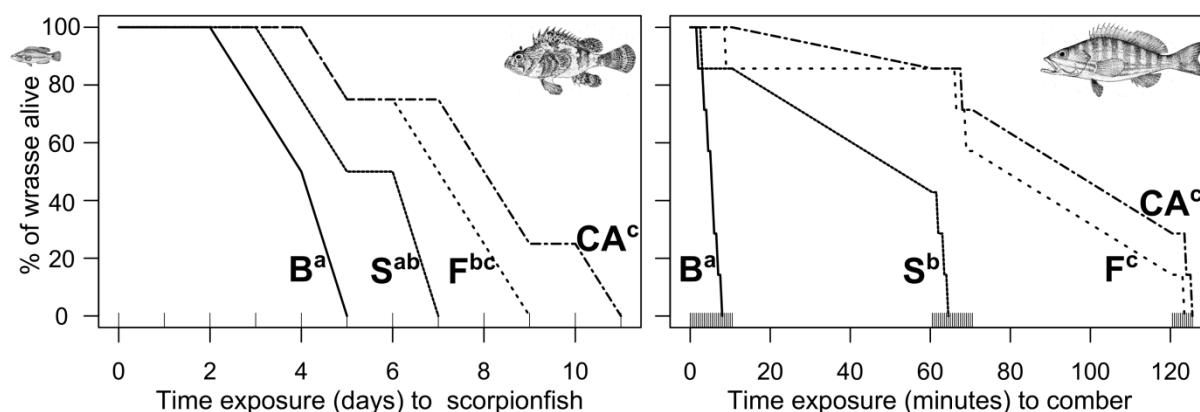 % of wrasse alive
100
80
60
40
20
0
B^a
S^ab
F^bc
CA^c
0 2 4 6 8 10
Time exposure (days) to scorpionfish
B^a
S^b
F^c
CA^c
0 20 40 60 80 100 120
Time exposure (minutes) to comber